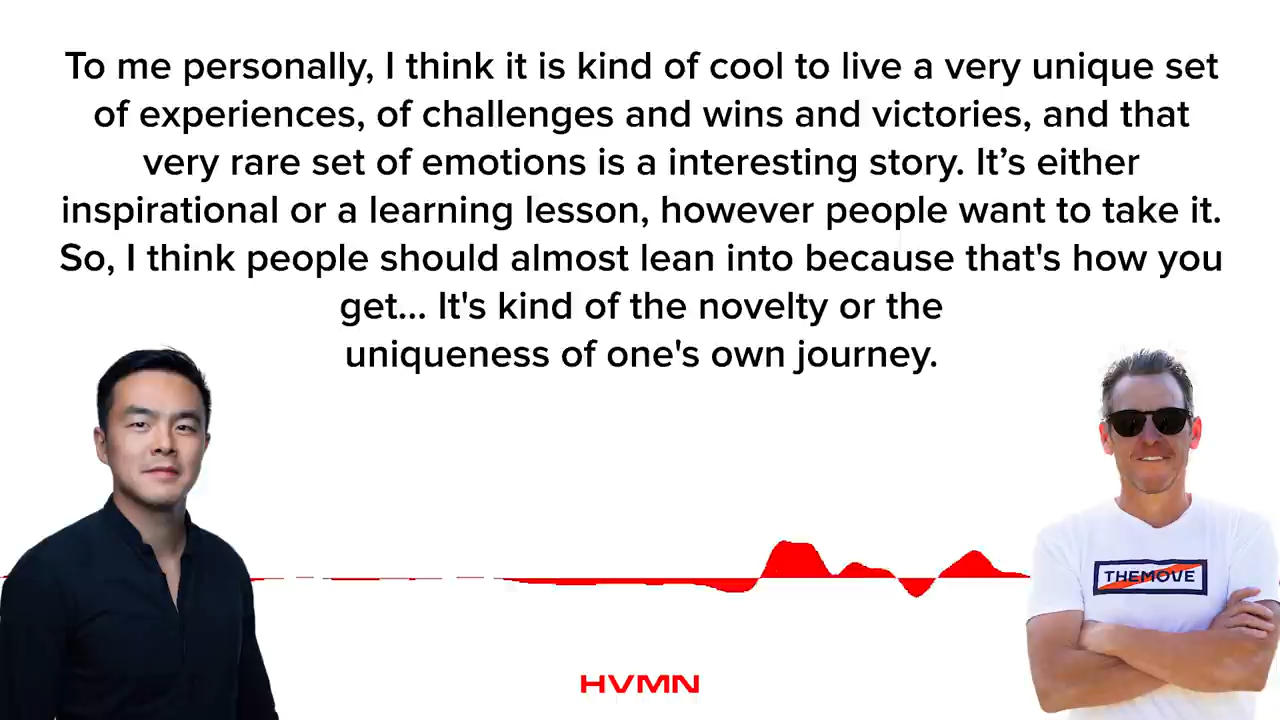 To me personally, I think it is kind of cool to live a very unique set
of experiences, of challenges and wins and victories, and that
very rare set of emotions is a interesting story. It’s either
inspirational or a learning lesson, however people want to take it.
So, I think people should almost lean into because that's how you
get... It's kind of the novelty or the
uniqueness of one's own journey.
THEMOVE
HVMN